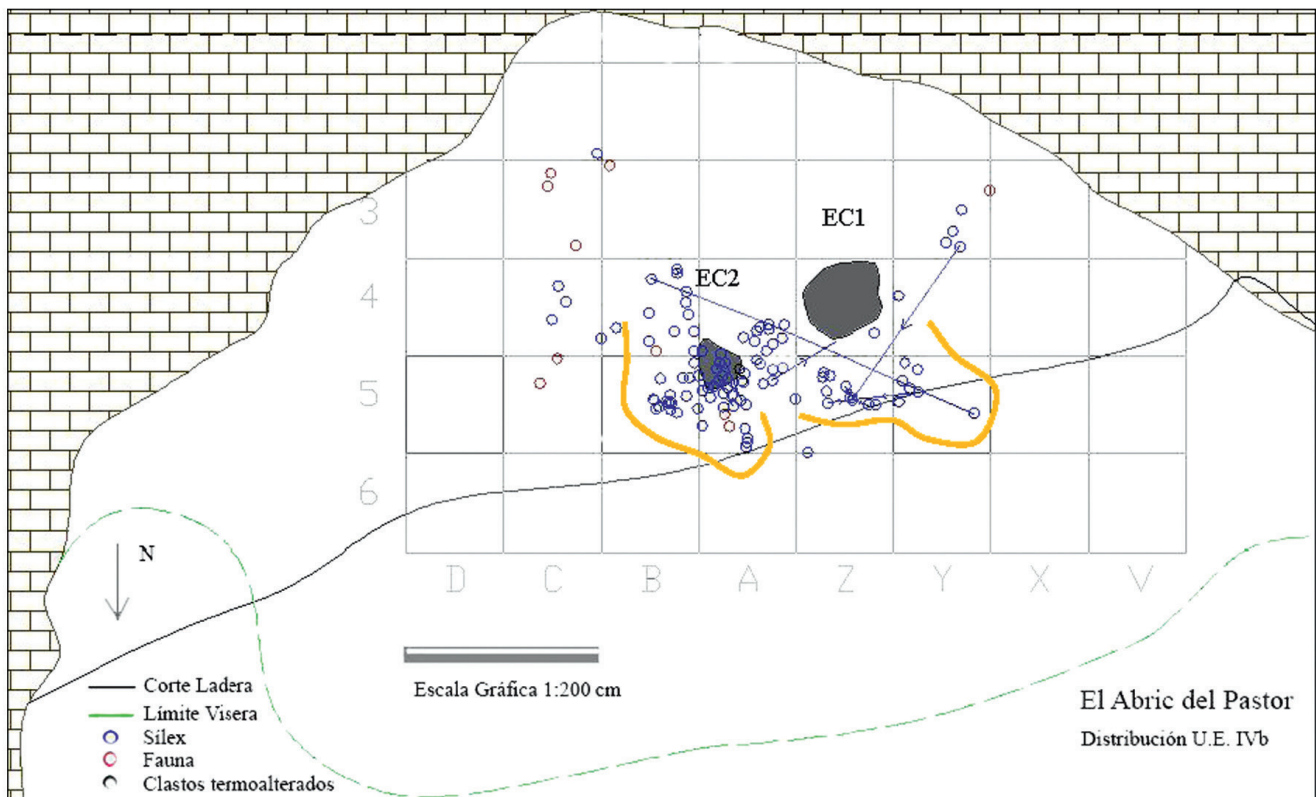 3
EC1
4
EC2
5
6
D C B A Z Y X V
N
Escala Gráfica 1:200 cm
Corte Ladera
Límite Visera
Sílex
Fauna
Clastos termoalterados
El Abric del Pastor
Distribución U.E. IVb